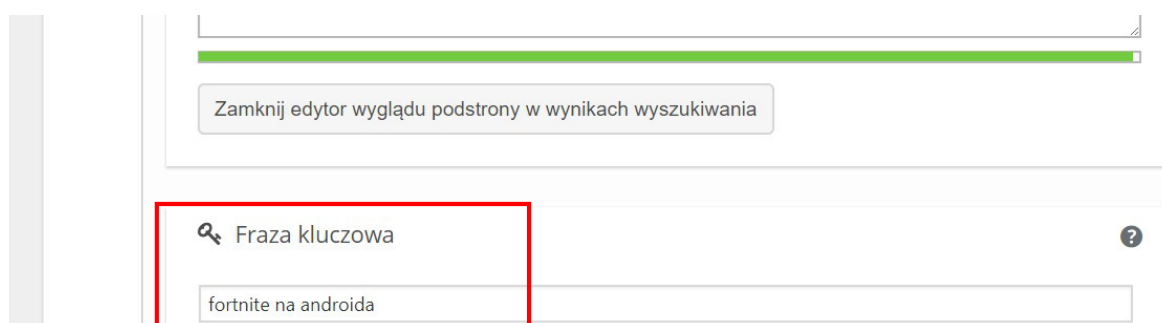 Zamknij edytor wyglądu podstrony w wynikach wyszukiwania
Fraza kluczowa
?
fortnite na androida